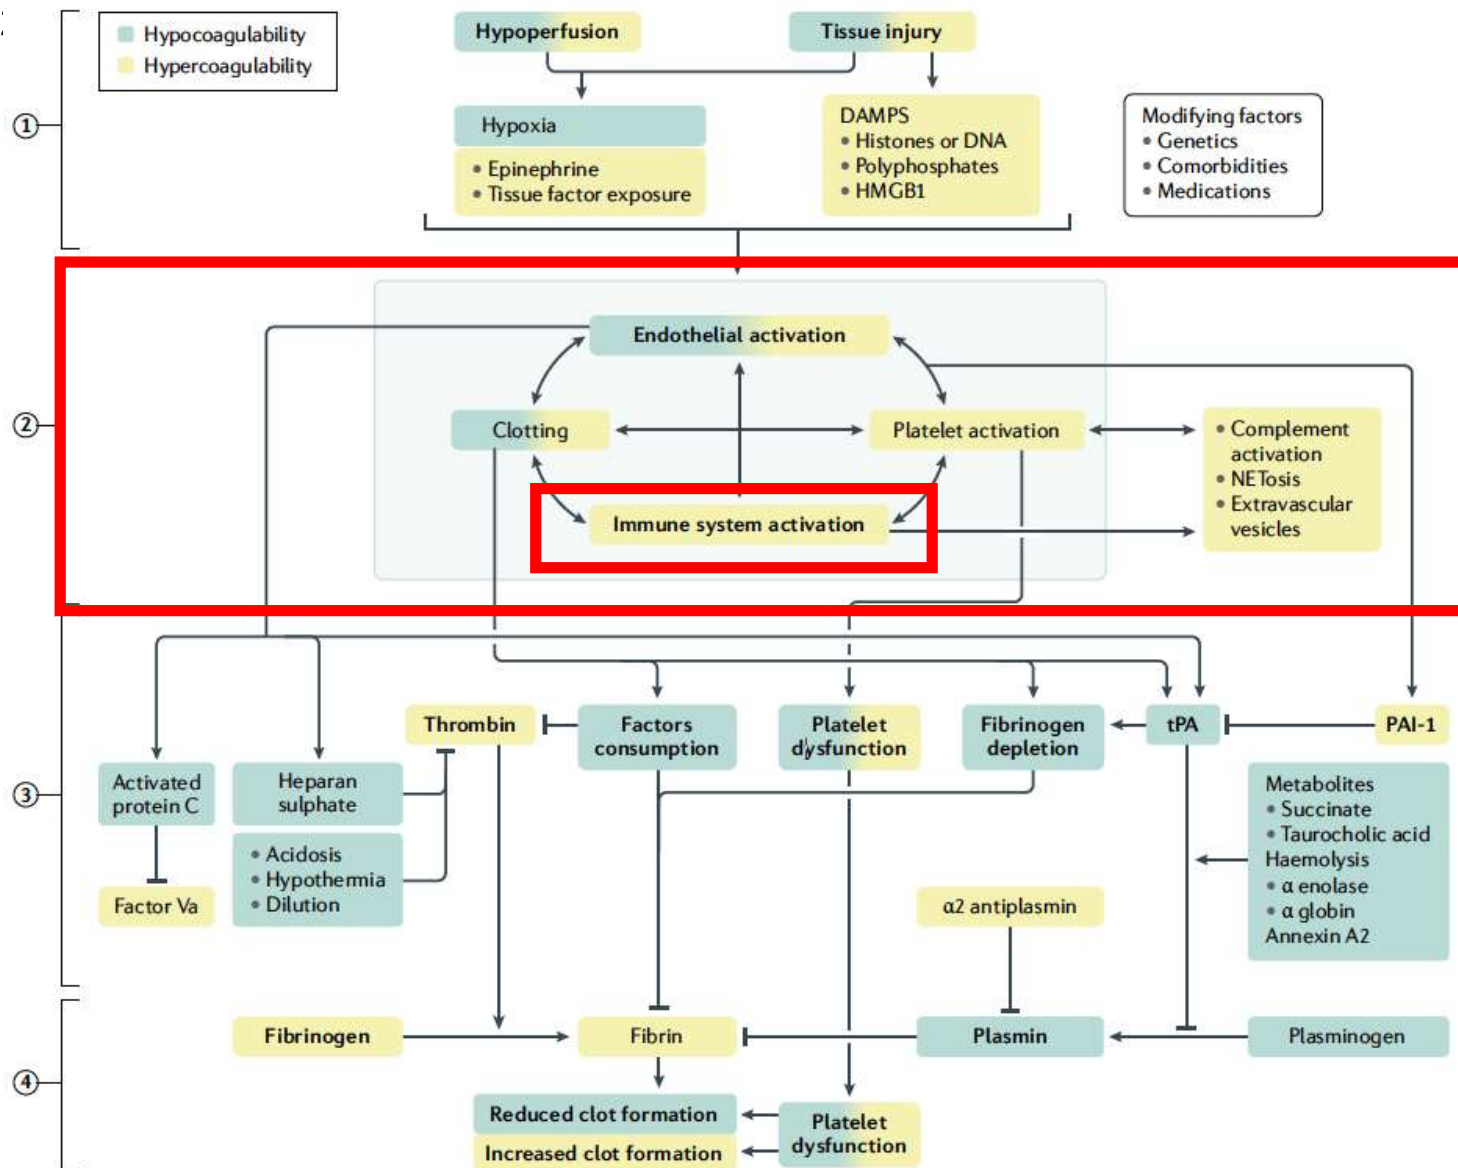 Hypocoagulability
Hypercoagulability
Hypoperfusion
Tissue injury
1
Hypoxia
• Epinephrine
• Tissue factor exposure
DAMPS
• Histones or DNA
• Polyphosphates
• HMGB1
Modifying factors
• Genetics
• Comorbidities
• Medications
2
Endothelial activation
Clotting
Platelet activation
Immune system activation
• Complement
activation
• NETosis
• Extravascular
vesicles
3
Thrombin
Factors
consumption
Platelet
dysfunction
Fibrinogen
depletion
tPA
PAI-1
Activated
protein C
Heparan
sulphate
• Acidosis
• Hypothermia
• Dilution
Factor Va
α2 antiplasmin
Metabolites
• Succinate
• Taurocholic acid
Haemolysis
• α enolase
• α globin
Annexin A2
4
Fibrinogen
Fibrin
Plasmin
Plasminogen
Reduced clot formation
Increased clot formation
Platelet
dysfunction